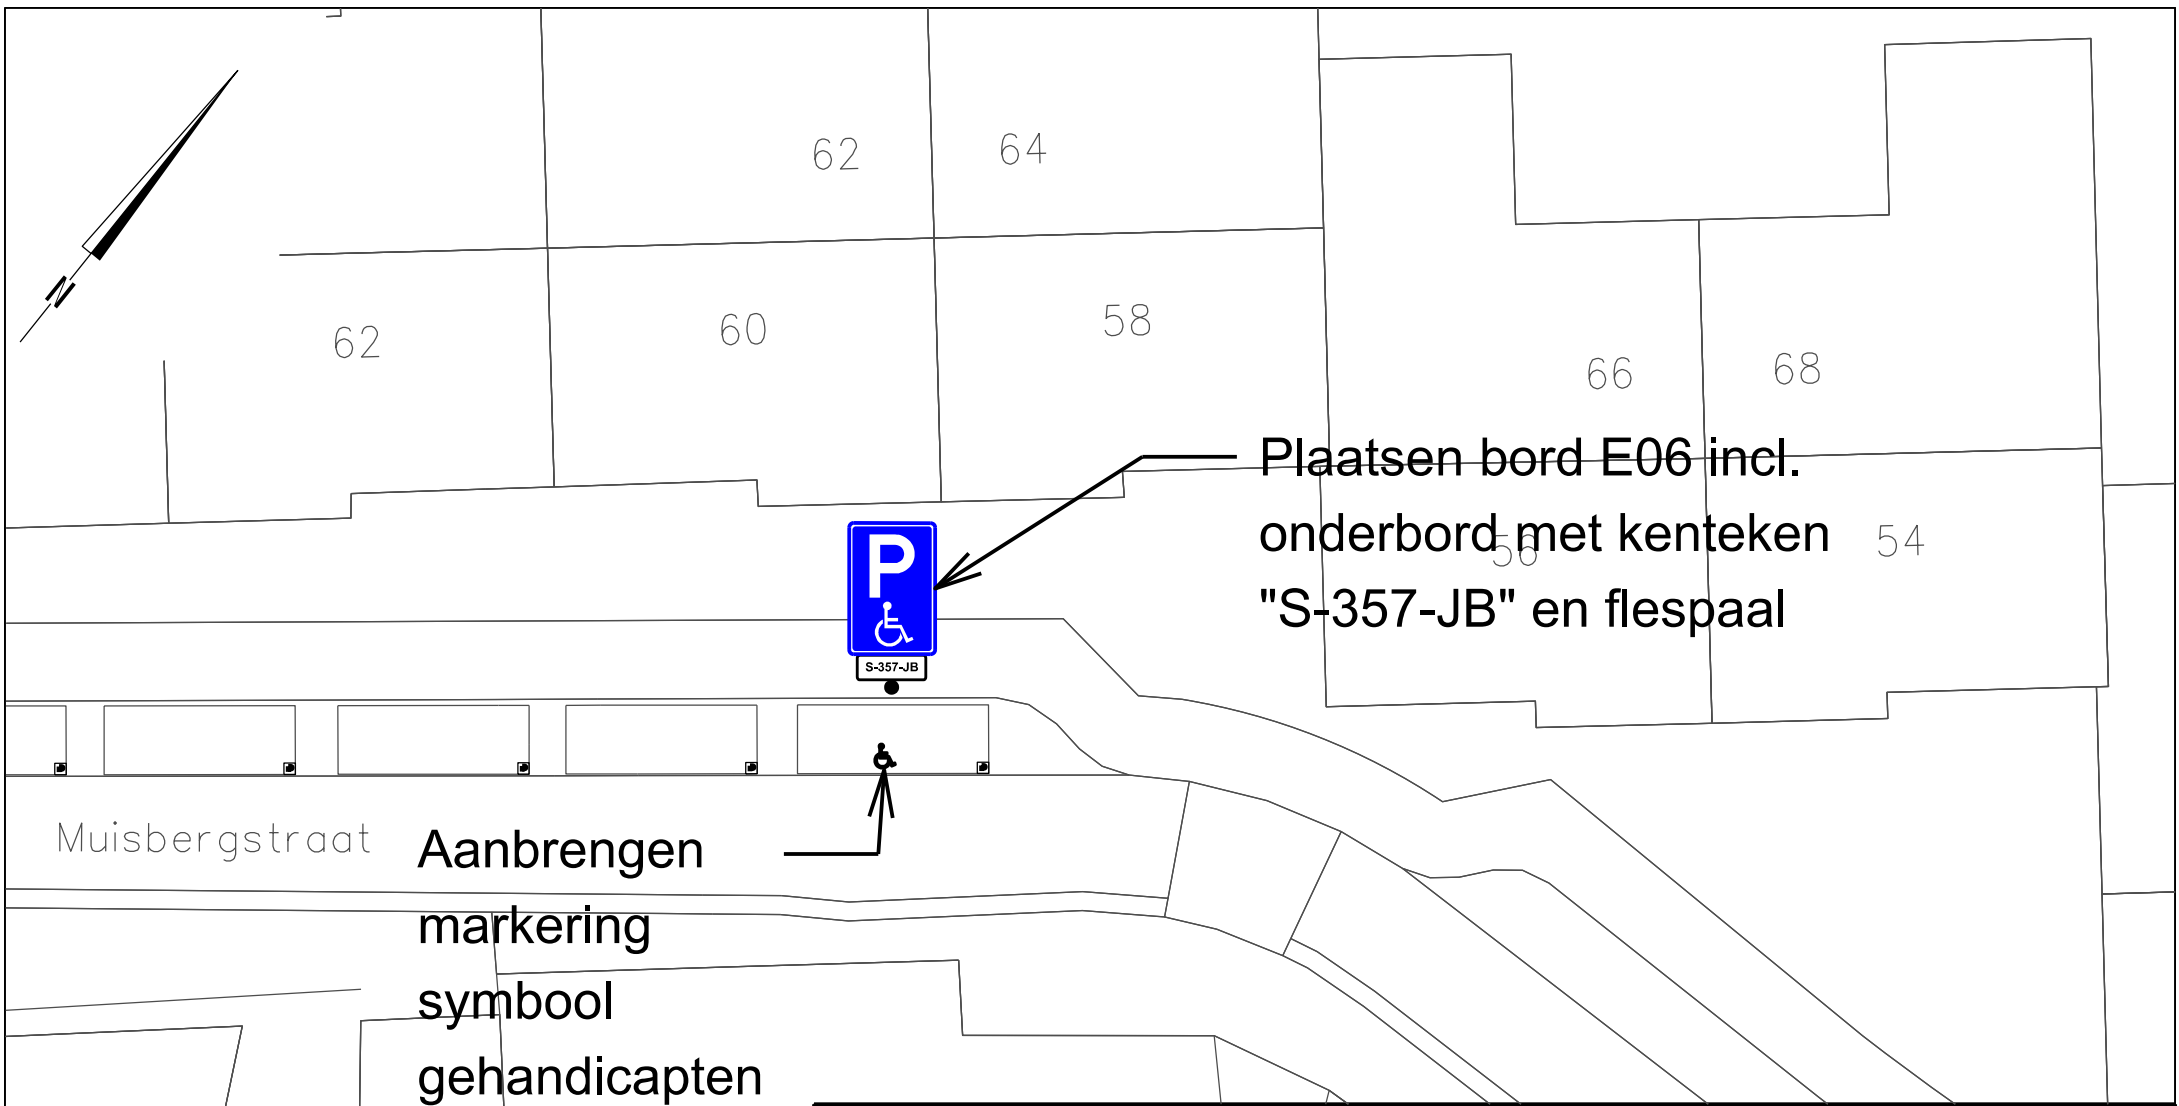 62
64
N
62
60
58
66
68
Plaatsen bord E06 incl.
onderbord met kenteken
"S-357-JB" en flespaal
56
54
P
S-357-JB
Muisbergstraat
Aanbrengen
markering
symbool
gehandicapten